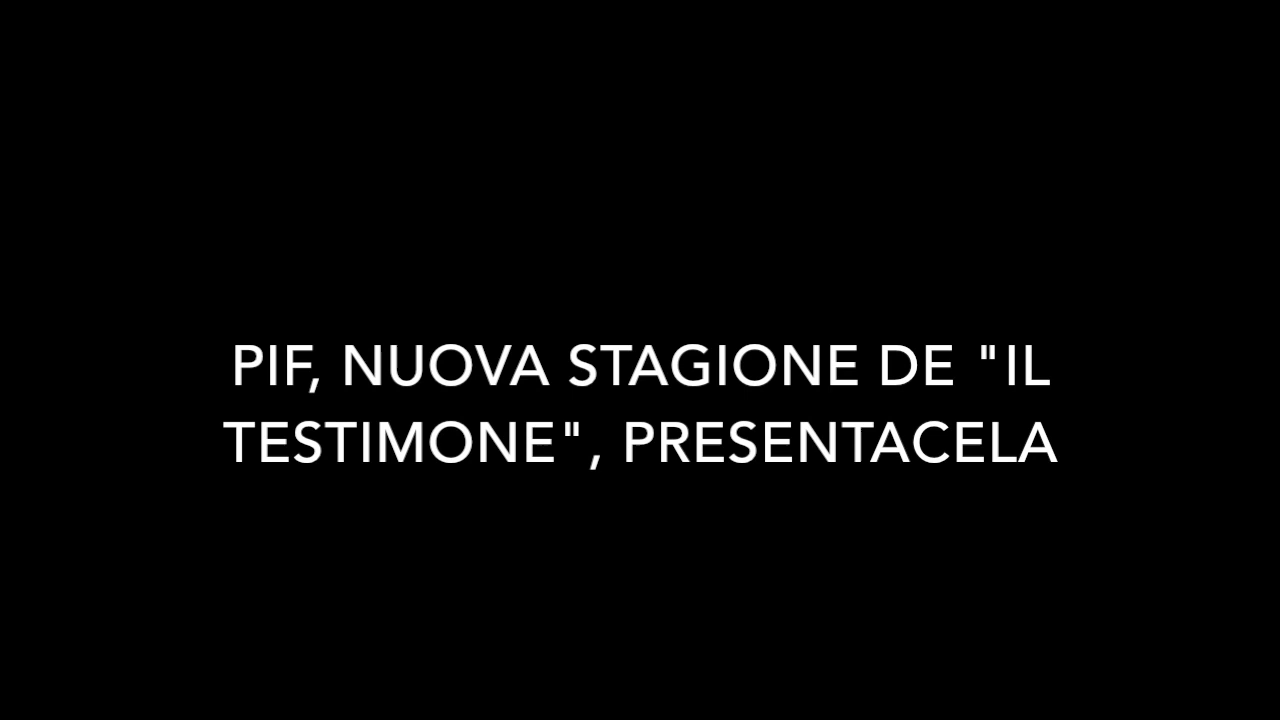 PIF, NUOVA STAGIONE DE "IL
TESTIMONE", PRESENTACELA